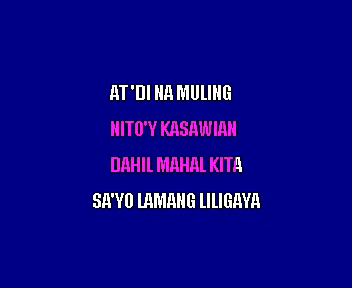 AT 'DI NA MULING
NITO'Y KASAWIAN
DAHIL MAHAL KITA
SA'YO LAMANG LILIGAYA